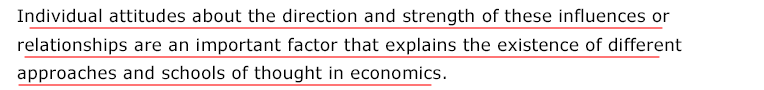 Individual attitudes about the direction and strength of these influences or
relationships are an important factor that explains the existence of different
approaches and schools of thought in economics.